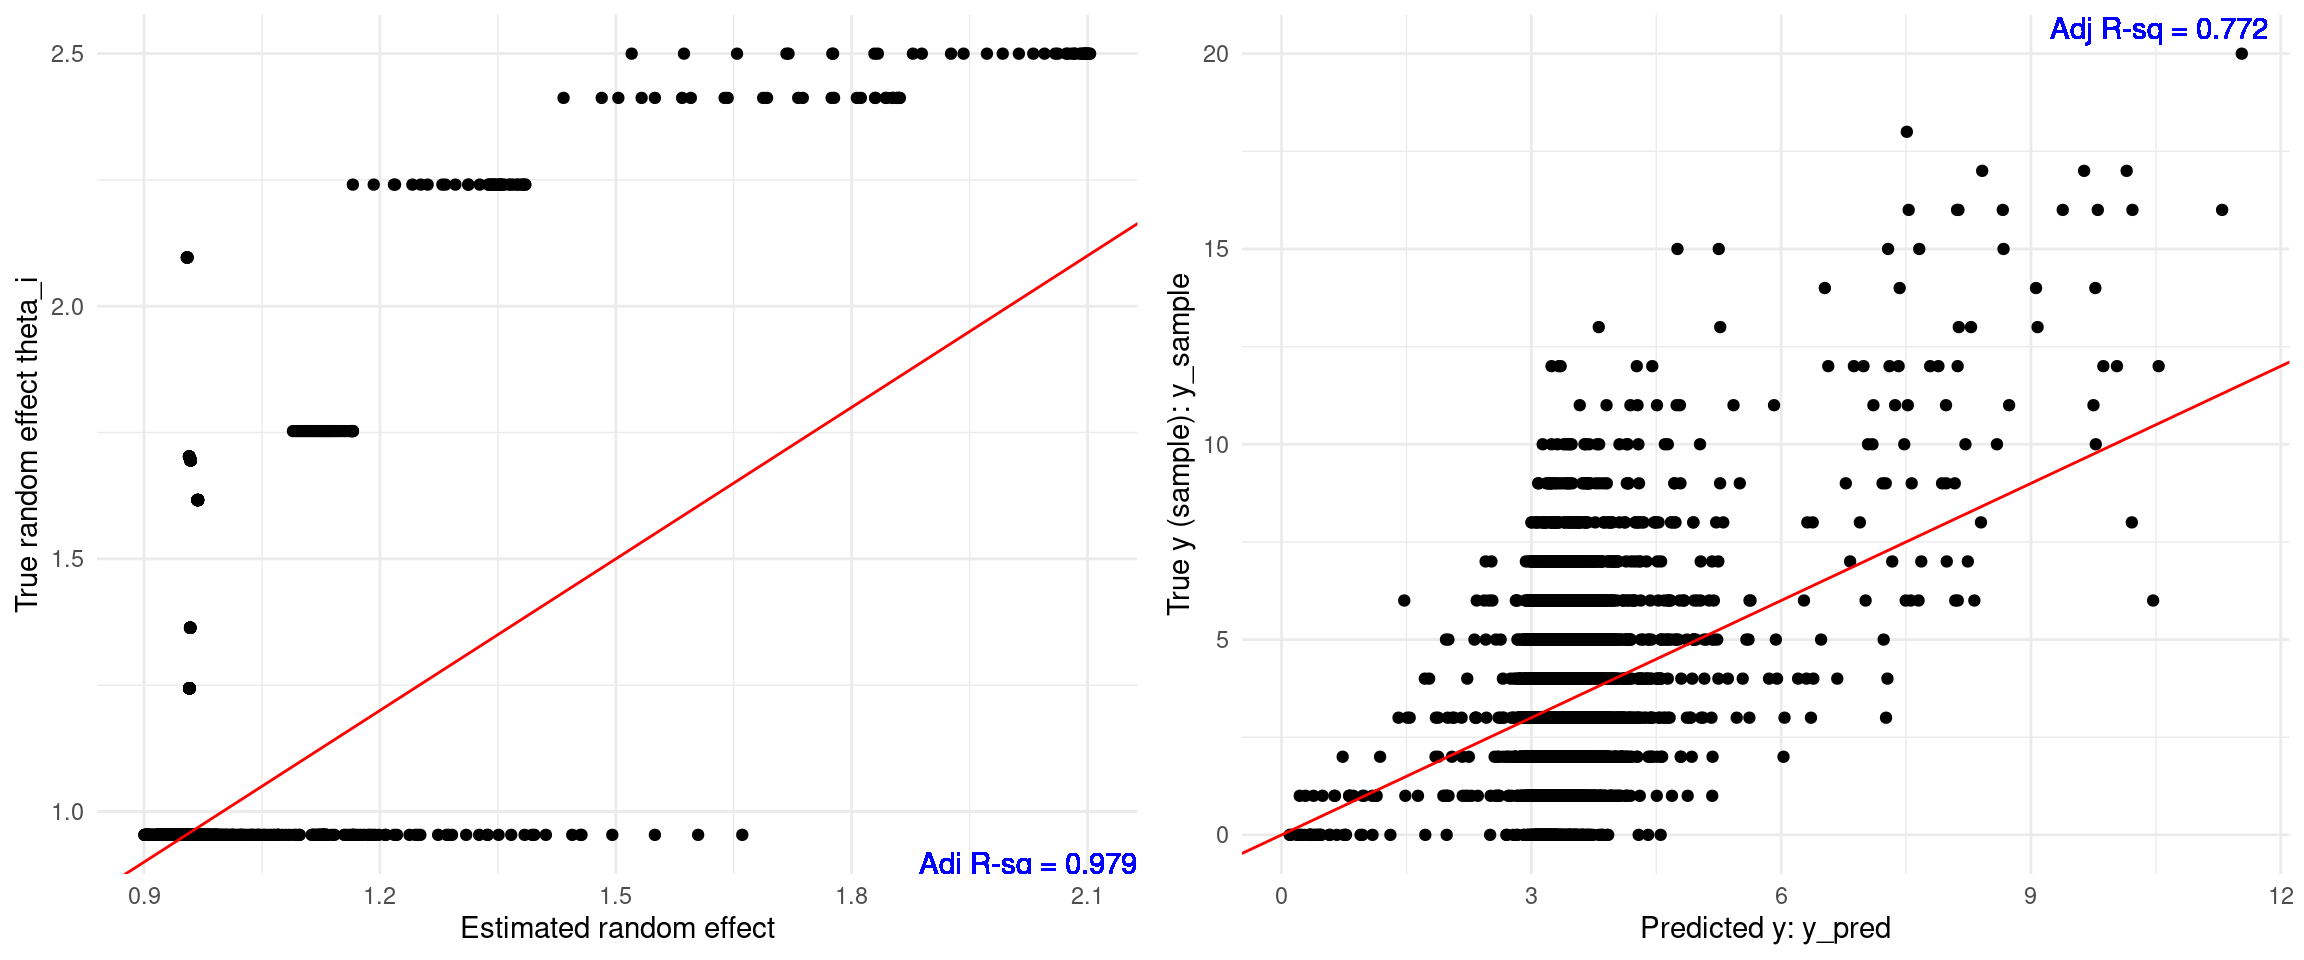 2.5
2.0
1.5
1.0
True random effect theta_i
Adj R-sq = 0.979
0.9 1.2 1.5 1.8 2.1
Estimated random effect
Adj R-sq = 0.772
20
15
10
5
0
True y (sample): y_sample
0 3 6 9 12
Predicted y: y_pred